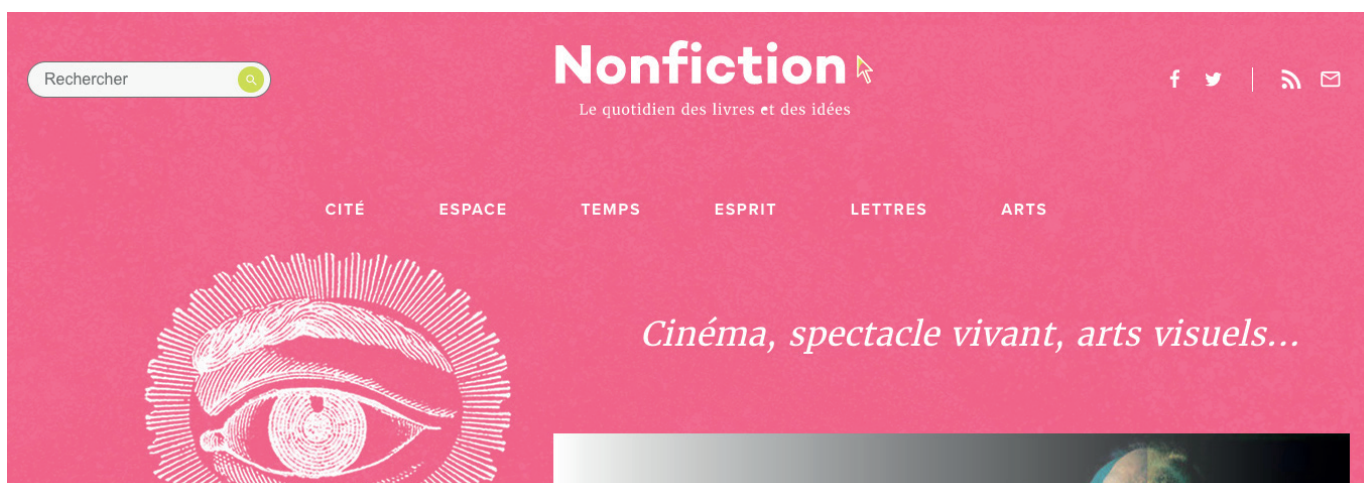 Rechercher
Nonfiction
Le quotidien des livres et des idées
CITÉ ESPACE TEMPS ESPRIT LETTRES ARTS
Cinéma, spectacle vivant, arts visuels...